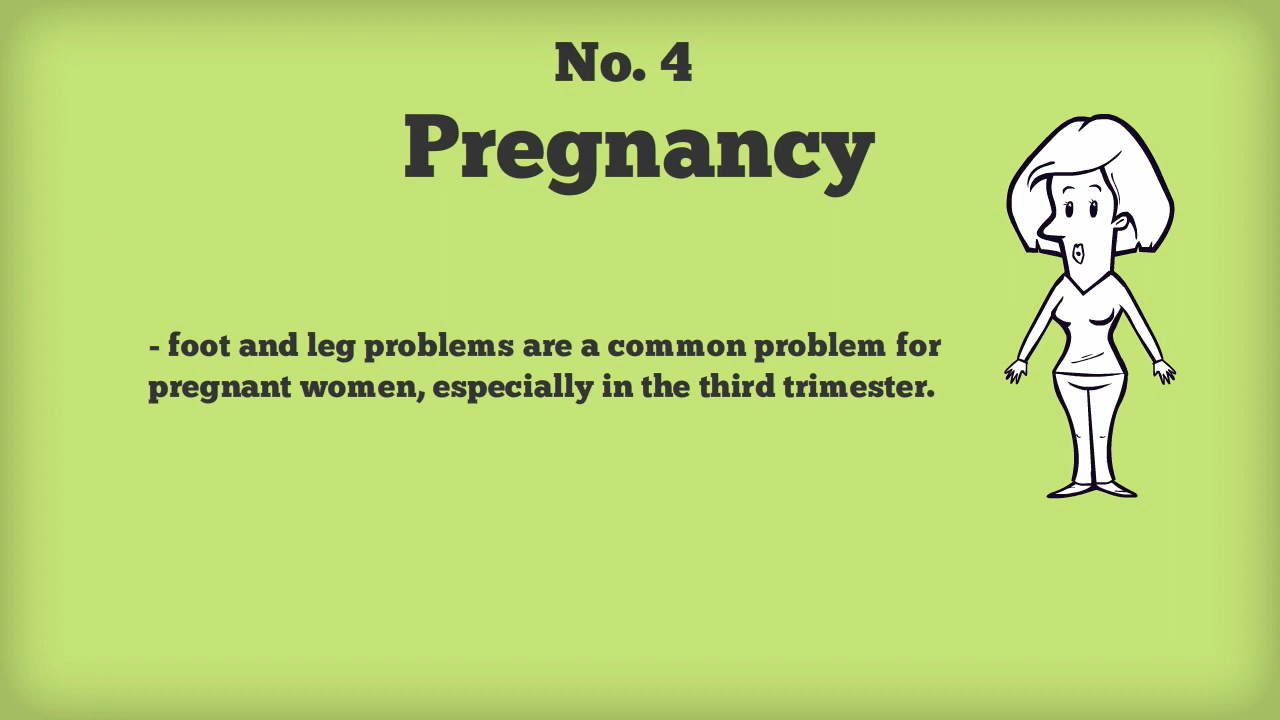 No. 4
Pregnancy
- foot and leg problems are a common problem for
pregnant women, especially in the third trimester.